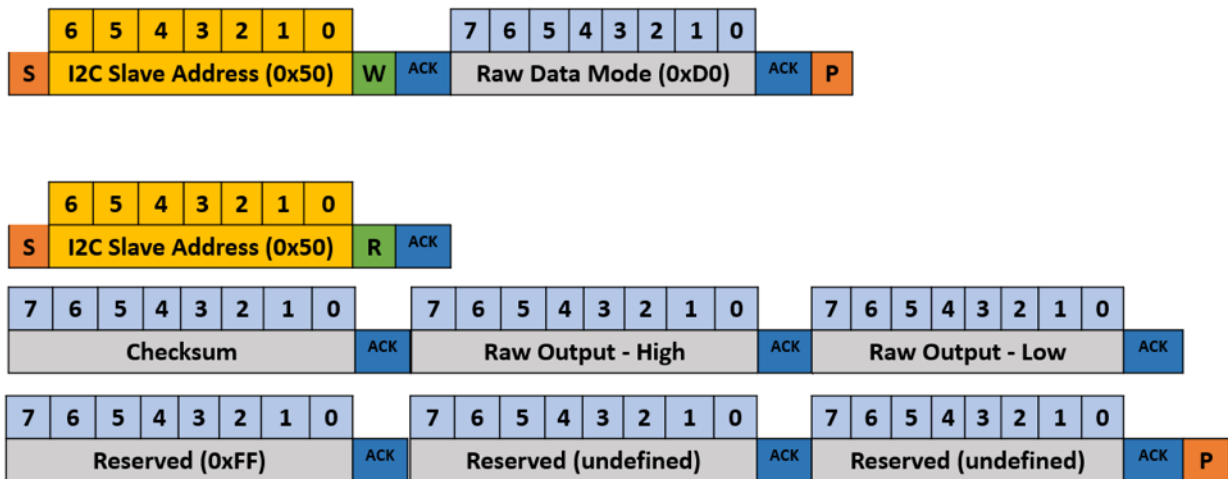 6 5 4 3 2 1 0 7 6 5 4 3 2 1 0
S I2C Slave Address (0x50) W ACK Raw Data Mode (0xD0) ACK P
6 5 4 3 2 1 0
S I2C Slave Address (0x50) R ACK
7 6 5 4 3 2 1 0 7 6 5 4 3 2 1 0 7 6 5 4 3 2 1 0
Checksum ACK Raw Output - High ACK Raw Output - Low ACK
7 6 5 4 3 2 1 0 7 6 5 4 3 2 1 0 7 6 5 4 3 2 1 0
Reserved (0xFF) ACK Reserved (undefined) ACK Reserved (undefined) ACK P